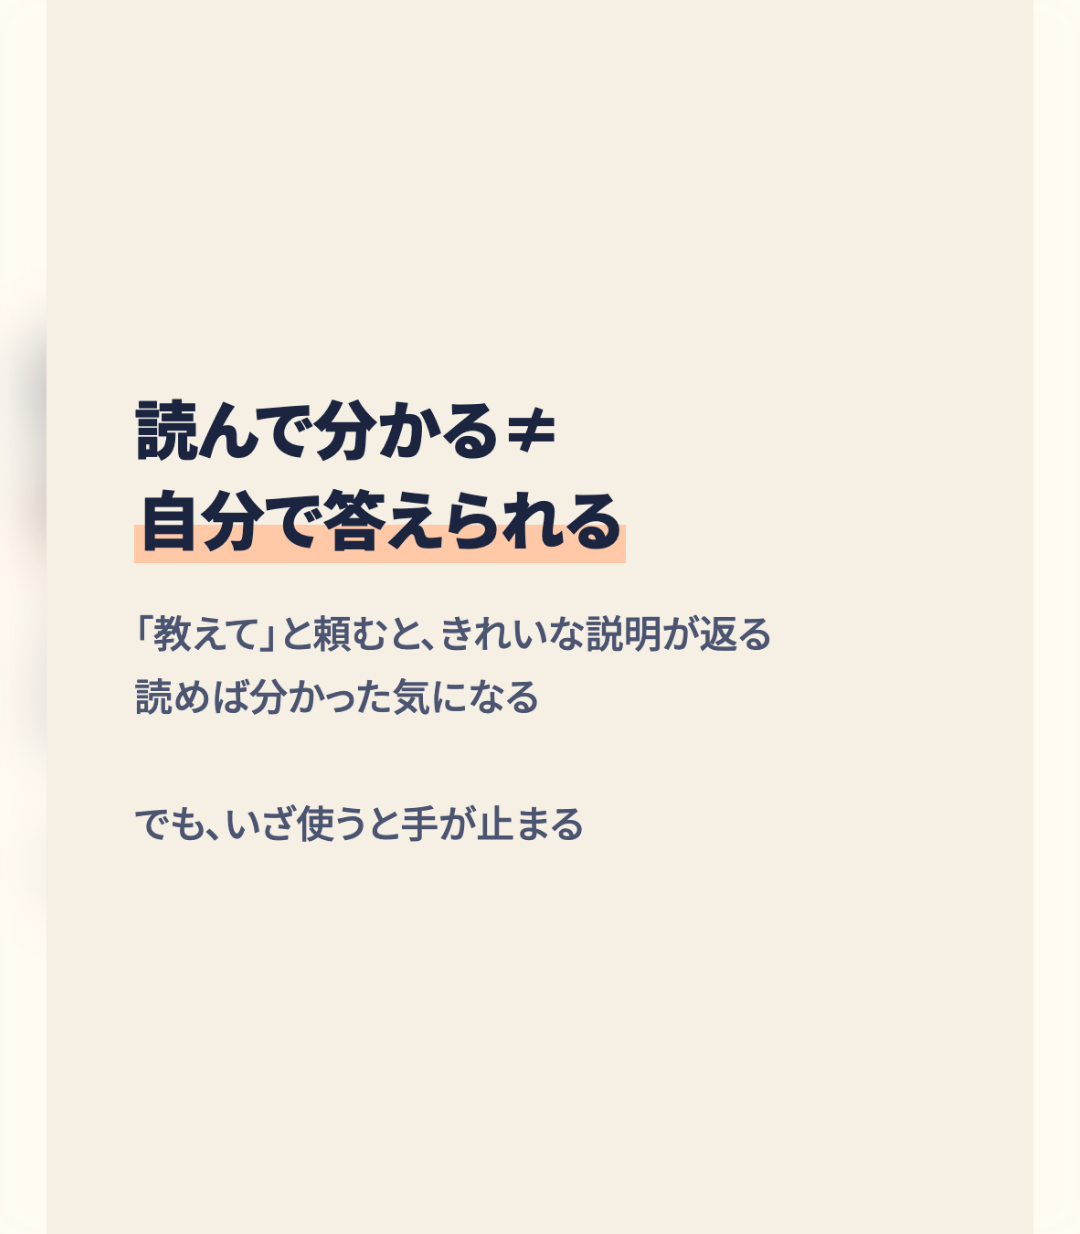 読んで分かる≠
自分で答えられる
「教えて」と頼むと、きれいな説明が返る
読めば分かった気になる
でも、いざ使うと手が止まる